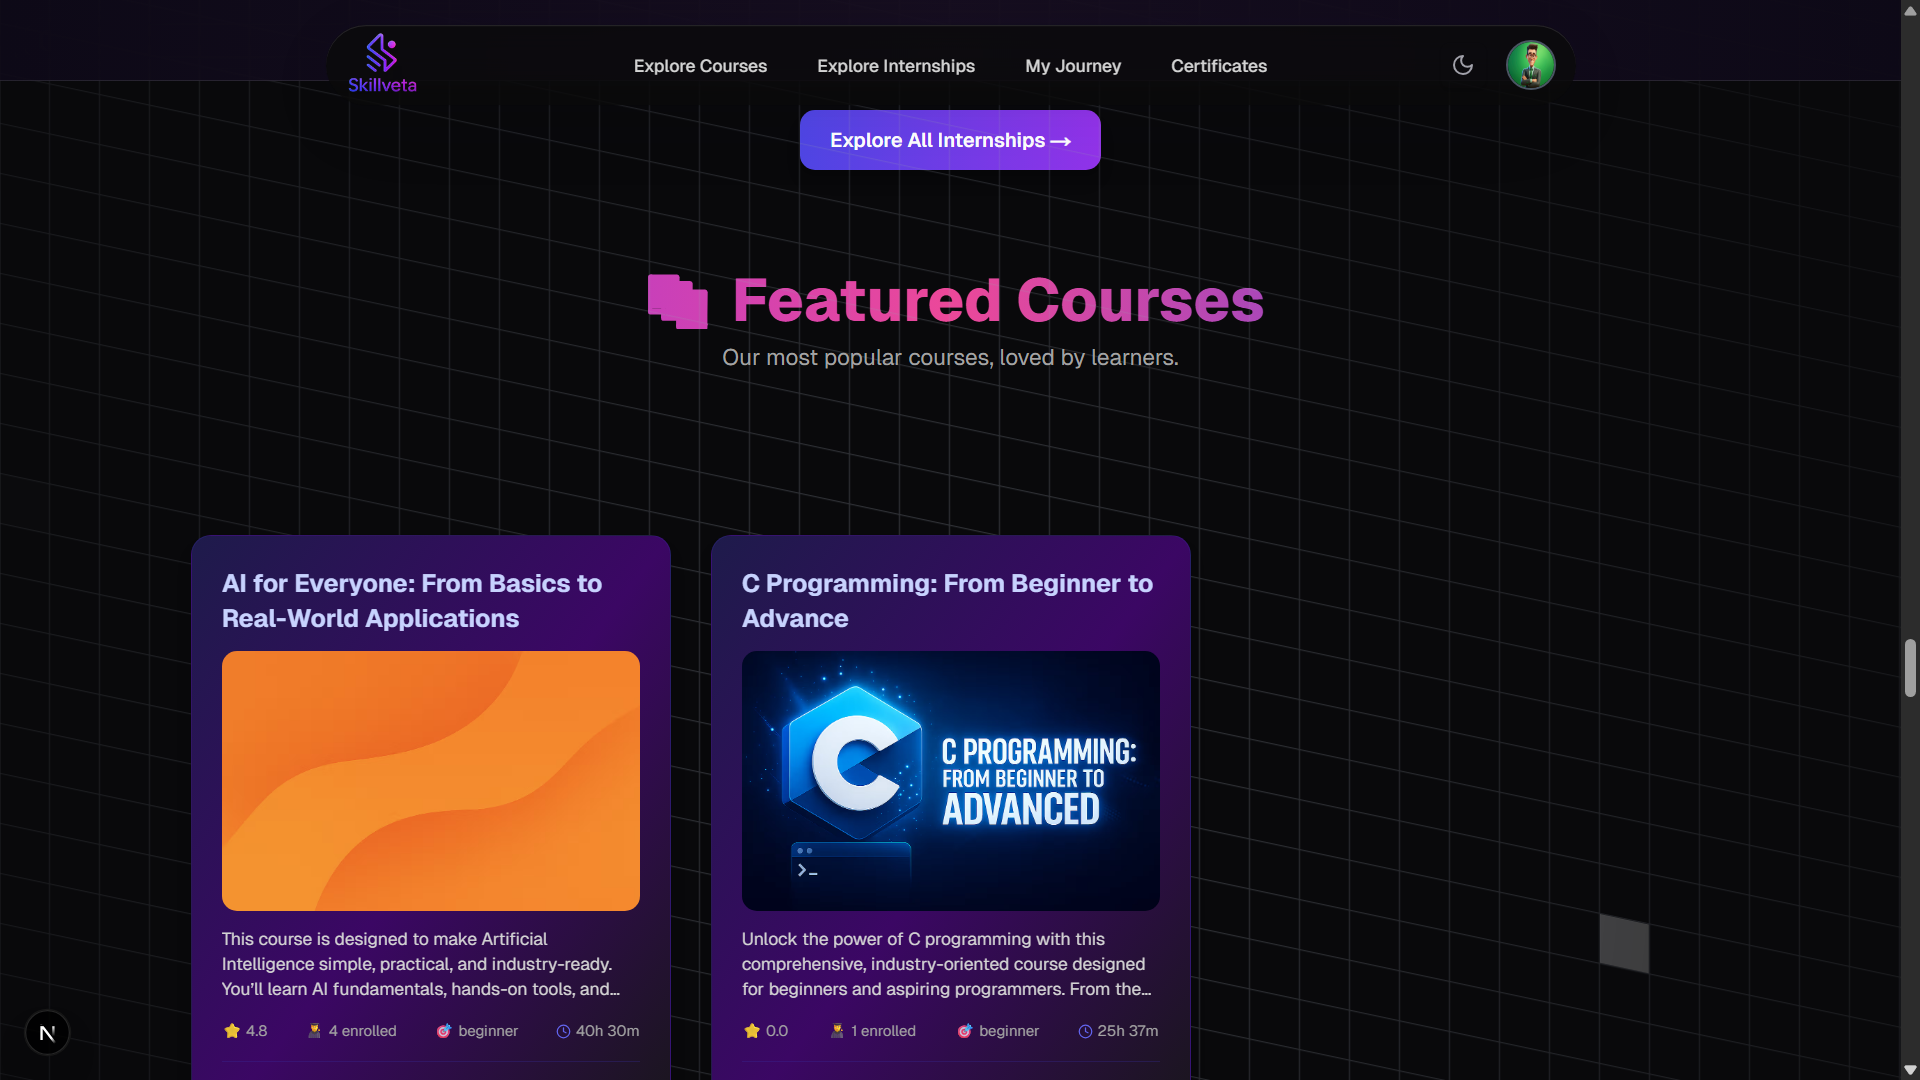 Skillveta
Explore Courses
Explore Internships
My Journey
Certificates
Explore All Internships →
Featured Courses
Our most popular courses, loved by learners.
AI for Everyone: From Basics to
Real-World Applications
This course is designed to make Artificial
Intelligence simple, practical, and industry-ready.
You'll learn AI fundamentals, hands-on tools, and...
4.8
4 enrolled
beginner
40h 30m
C Programming: From Beginner to
Advance
C PROGRAMMING:
FROM BEGINNER TO
ADVANCED
Unlock the power of C programming with this
comprehensive, industry-oriented course designed
for beginners and aspiring programmers. From the...
0.0
1 enrolled
beginner
25h 37m
N